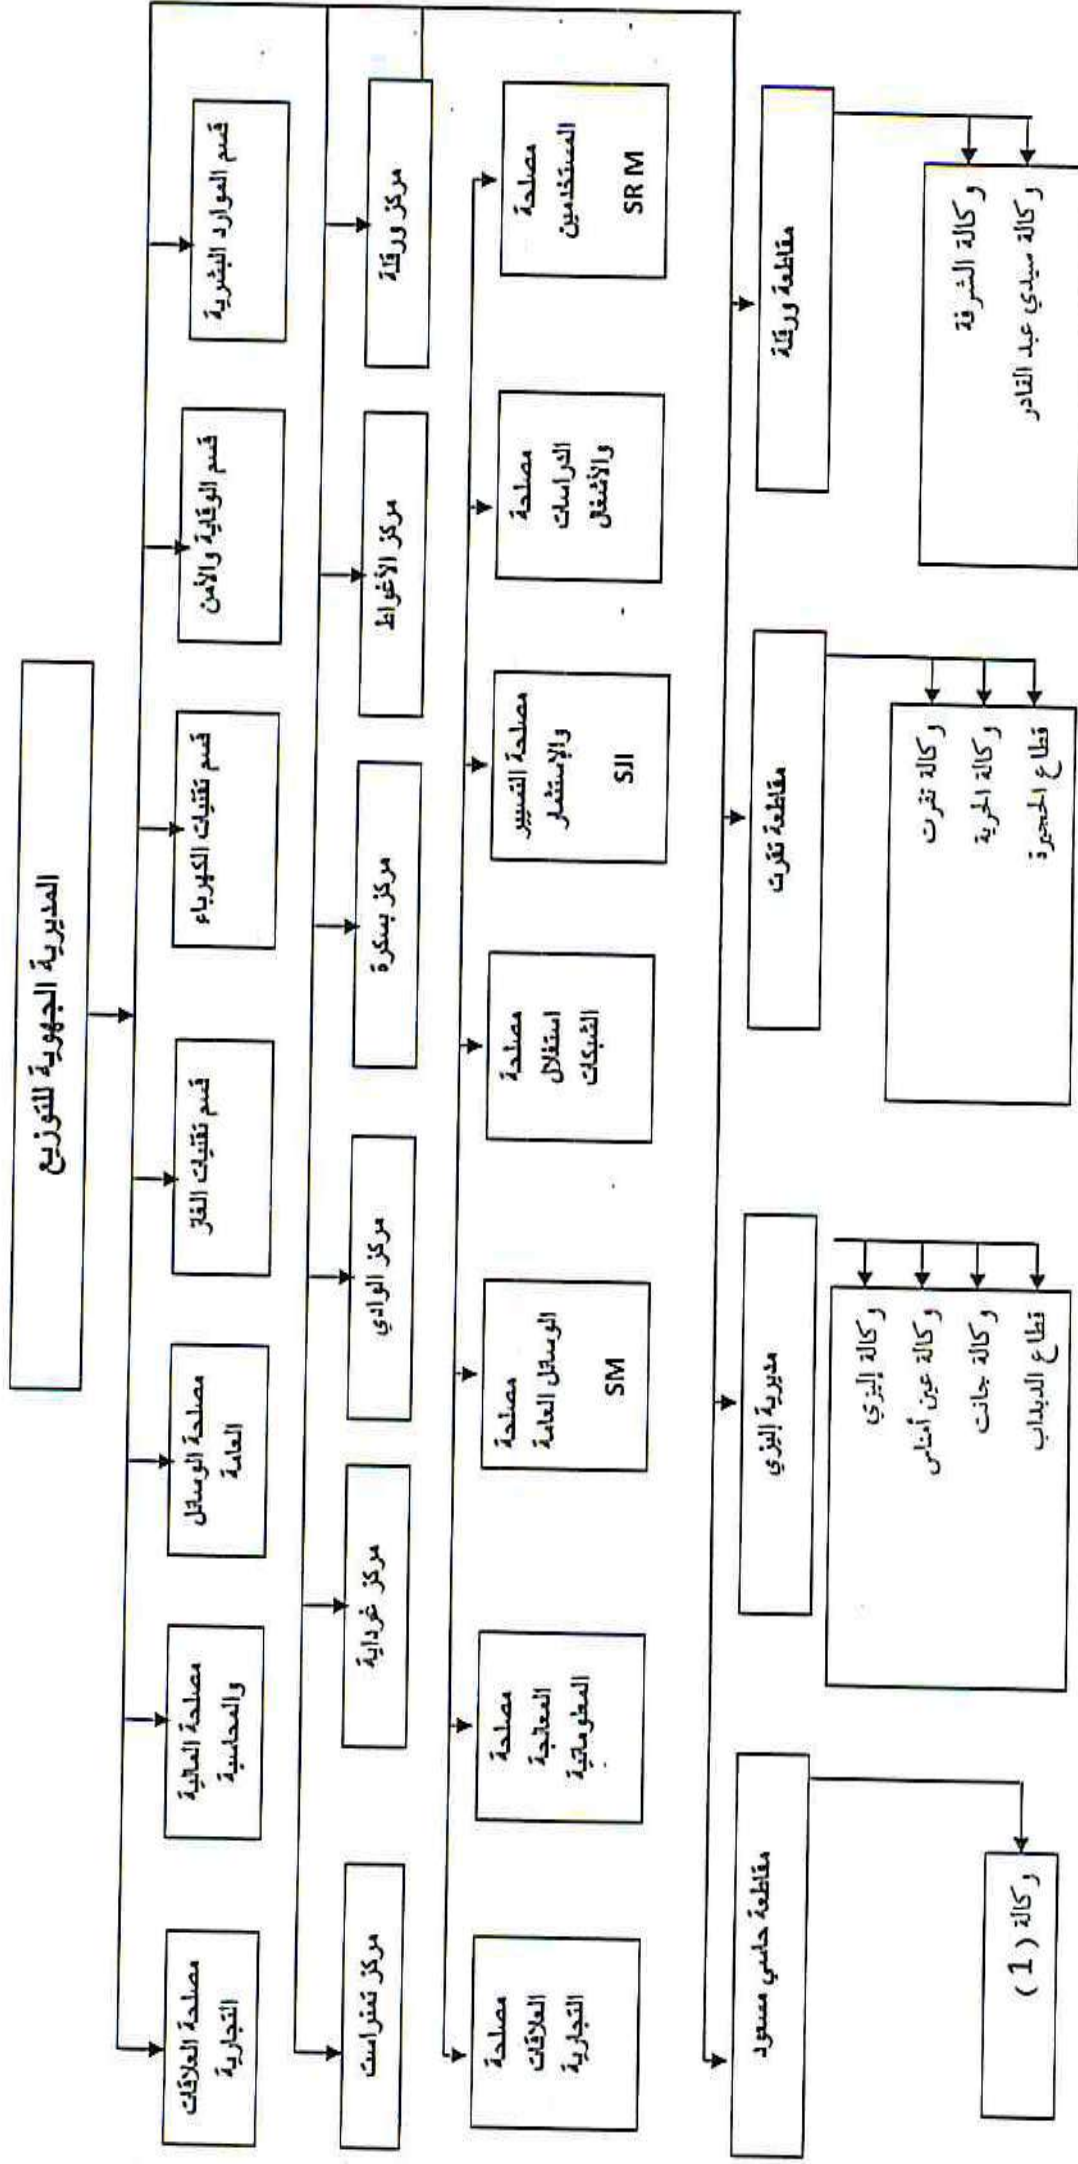 المديرية الجهوية للتوزيع
قسم الموارد البشرية
قسم الوقاية والأمن
قسم تقنيات الكهرباء
قسم تقنيات الغاز
مصلحة الوسائل
العامة
مصلحة المالية
والمحاسبة
مصلحة العلاقات
التجارية
مركز ورقلة
مركز الأغواط
مركز بسكرة
مركز الوادي
مركز غرداية
مركز تمنراست
مصلحة
المستخدمين
SR M
مصلحة
الدراسات
والأشغال
مصلحة التسيير
والإستثمار
SJI
مصلحة
استغلال
الشبكات
مصلحة
الوسائل العامة
SM
مصلحة
المعالجة
المعلوماتية
مصلحة
العلاقات
التجارية
مقاطعة ورقلة
مقاطعة تقرت
مديرية إليزي
مقاطعة حاسي مسعود
وكالة الشرفة
وكالة سيدي عبد القادر
وكالة تقرت
وكالة الحرية
قطاع الحجيرة
وكالة إليزي
وكالة عين أمناس
وكالة جانت
قطاع الدبداب
وكالة (1)